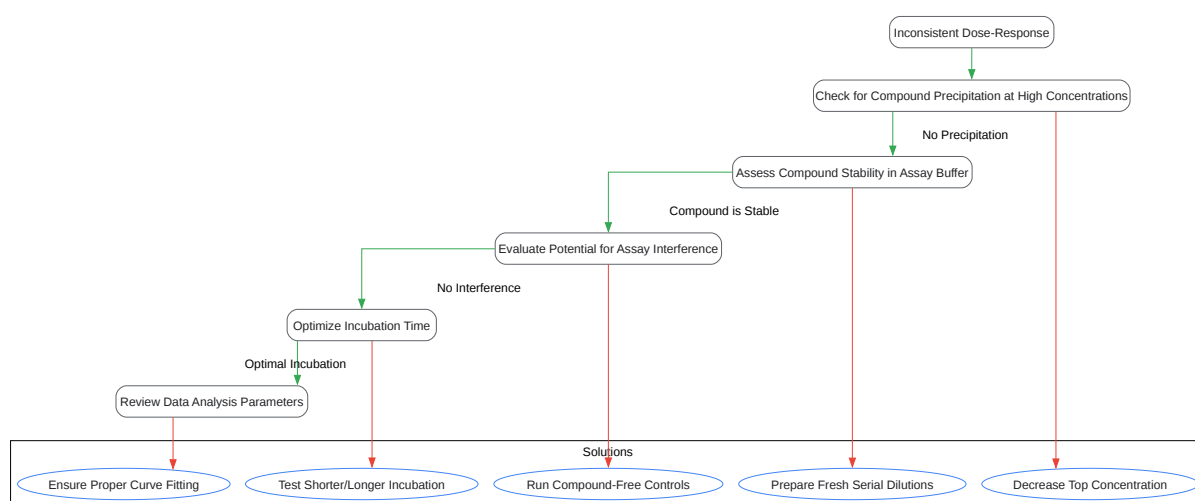 Inconsistent Dose-Response
Check for Compound Precipitation at High Concentrations
No Precipitation
Assess Compound Stability in Assay Buffer
Compound is Stable
Evaluate Potential for Assay Interference
No Interference
Optimize Incubation Time
Optimal Incubation
Review Data Analysis Parameters
Solutions
Ensure Proper Curve Fitting
Test Shorter/Longer Incubation
Run Compound-Free Controls
Prepare Fresh Serial Dilutions
Decrease Top Concentration